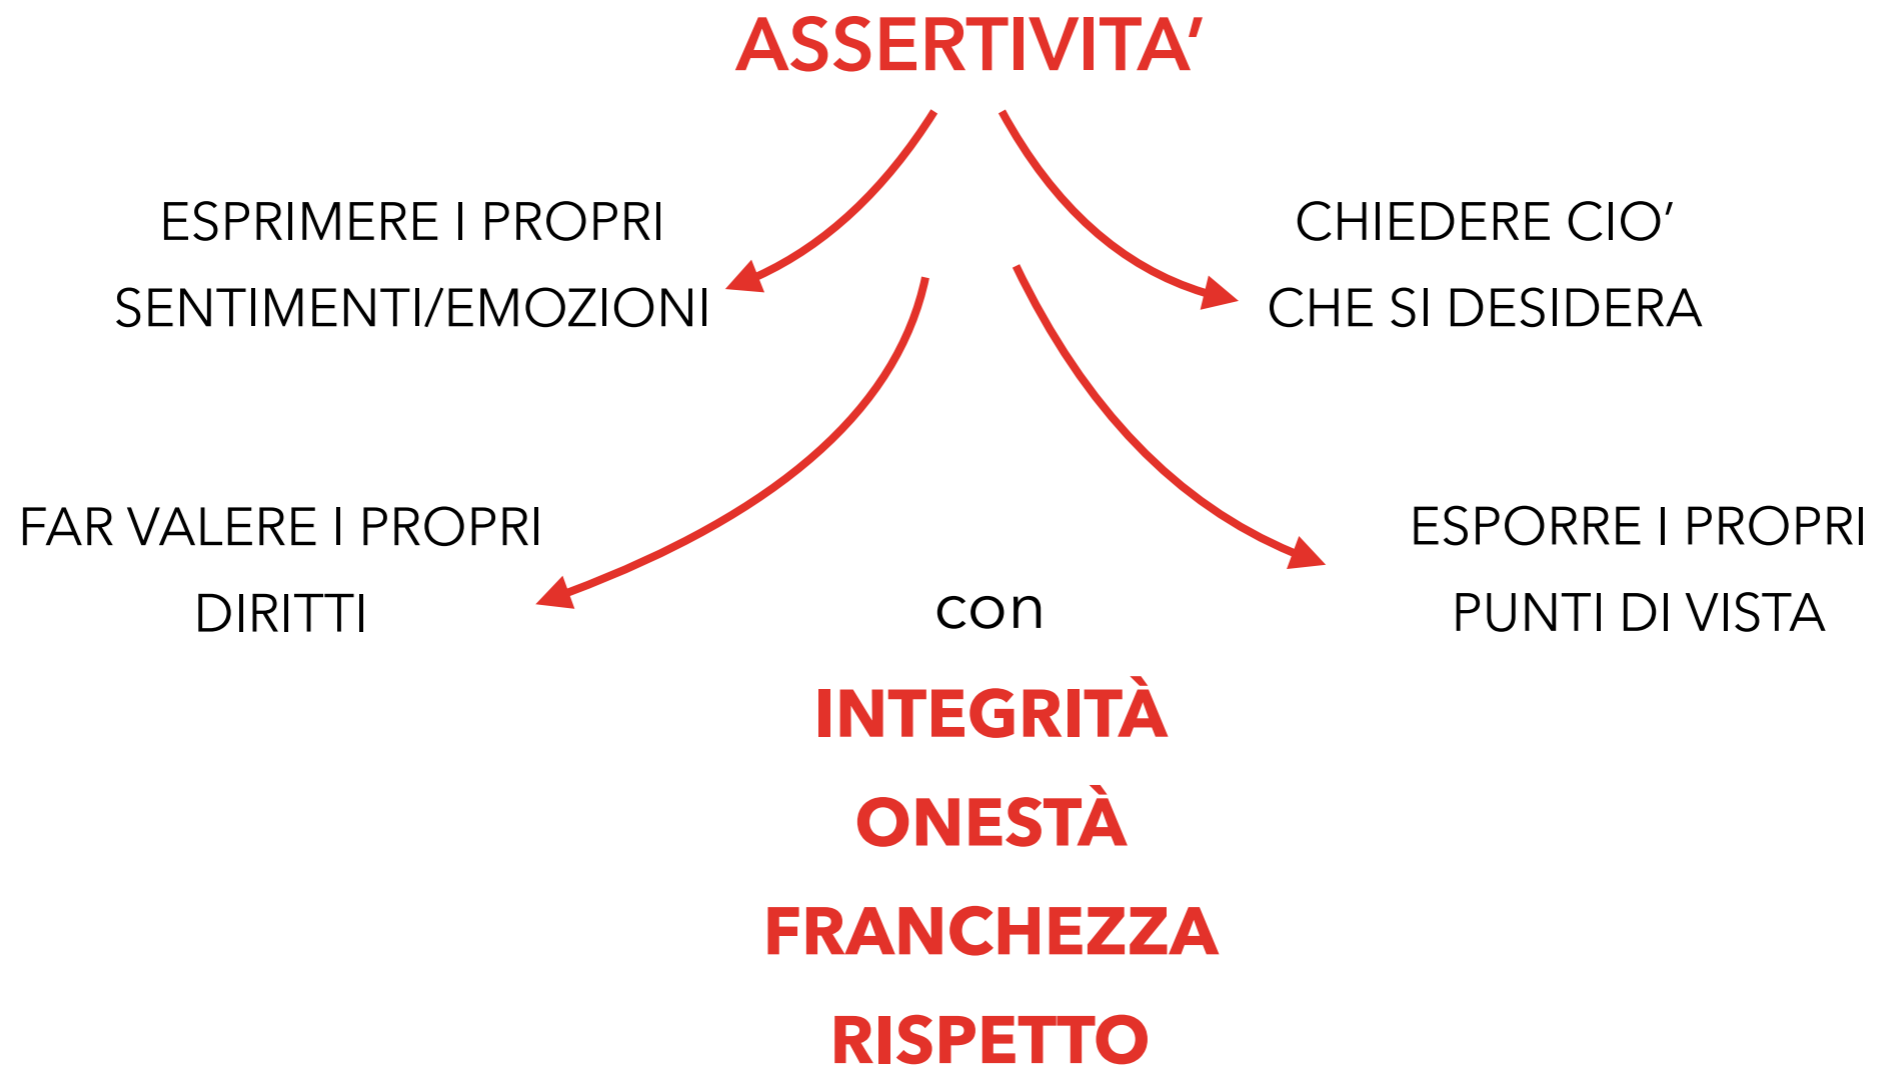 ASSERTIVITA’
ESPRIMERE I PROPRI
SENTIMENTI/EMOZIONI
CHIEDERE CIO’
CHE SI DESIDERA
FAR VALERE I PROPRI
DIRITTI
ESPORRE I PROPRI
PUNTI DI VISTA
con
INTEGRITÀ
ONESTÀ
FRANCHEZZA
RISPETTO